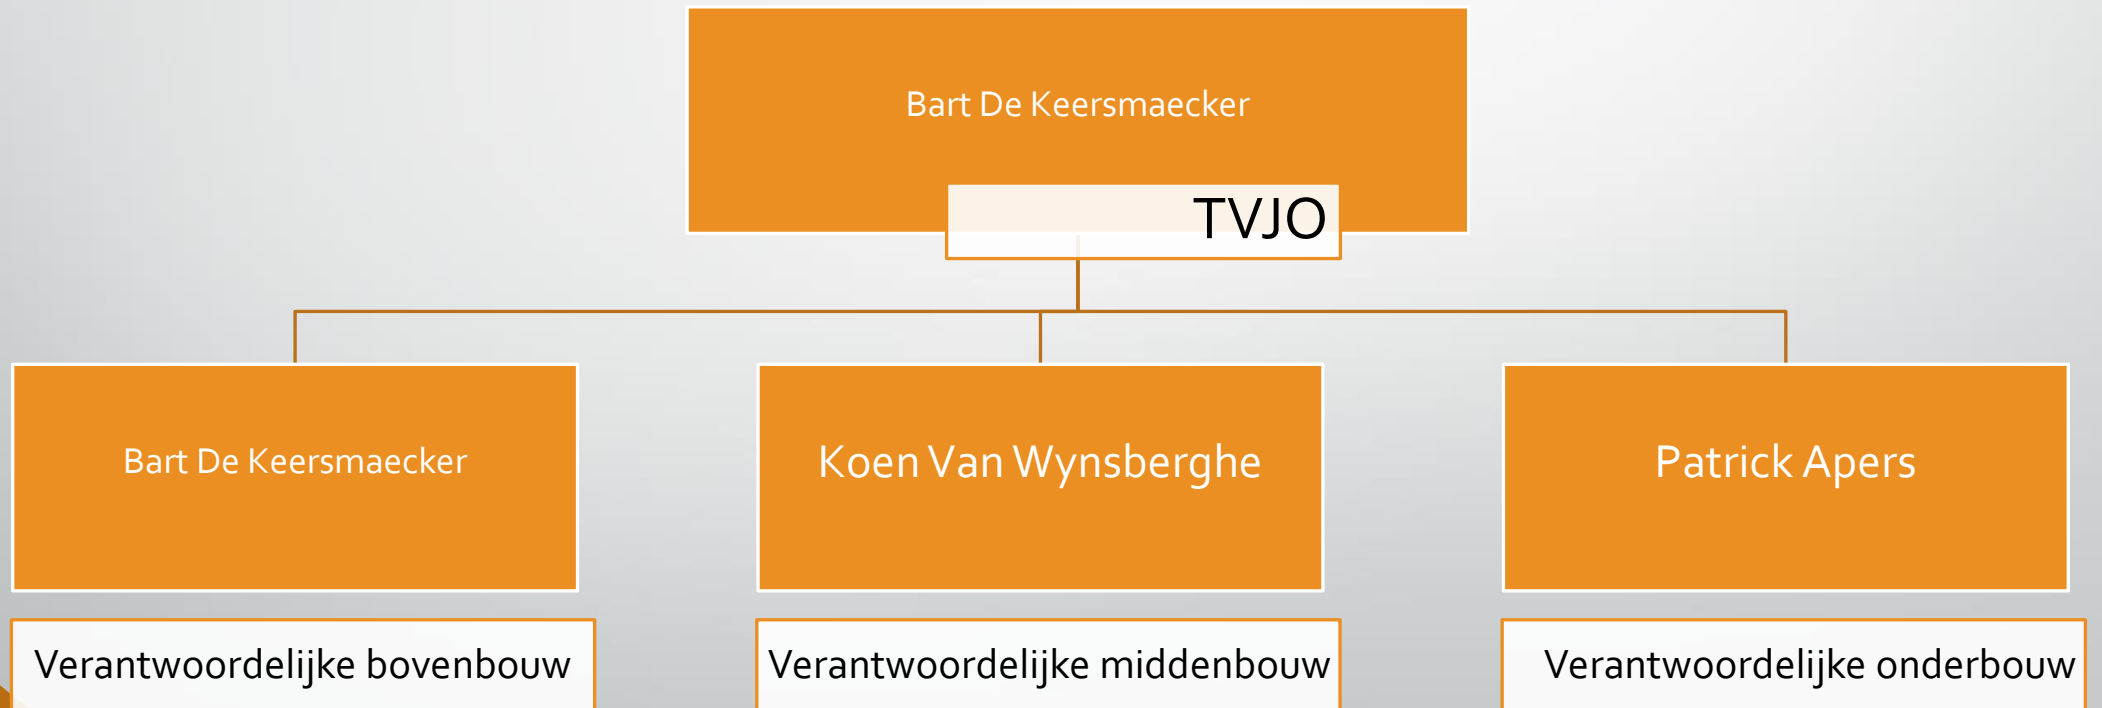 Bart De Keersmaecker
TVJO
Bart De Keersmaecker
Verantwoordelijke bovenbouw
Koen Van Wynsberghe
Verantwoordelijke middenbouw
Patrick Apers
Verantwoordelijke onderbouw